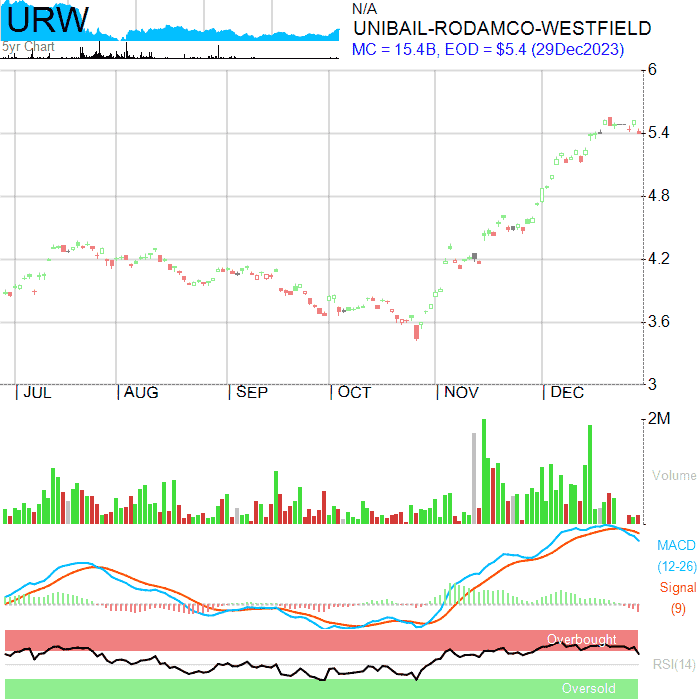 URW
5yr Chart
N/A
UNIBAIL-RODAMCO-WESTFIELD
MC = 15.4B, EOD = $5.4 (29Dec2023)
6
5.4
4.8
4.2
3.6
3
JUL AUG SEP OCT NOV DEC
2M
Volume
MACD
(12-26)
Signal
(9)
Overbought
RSI(14)
Oversold